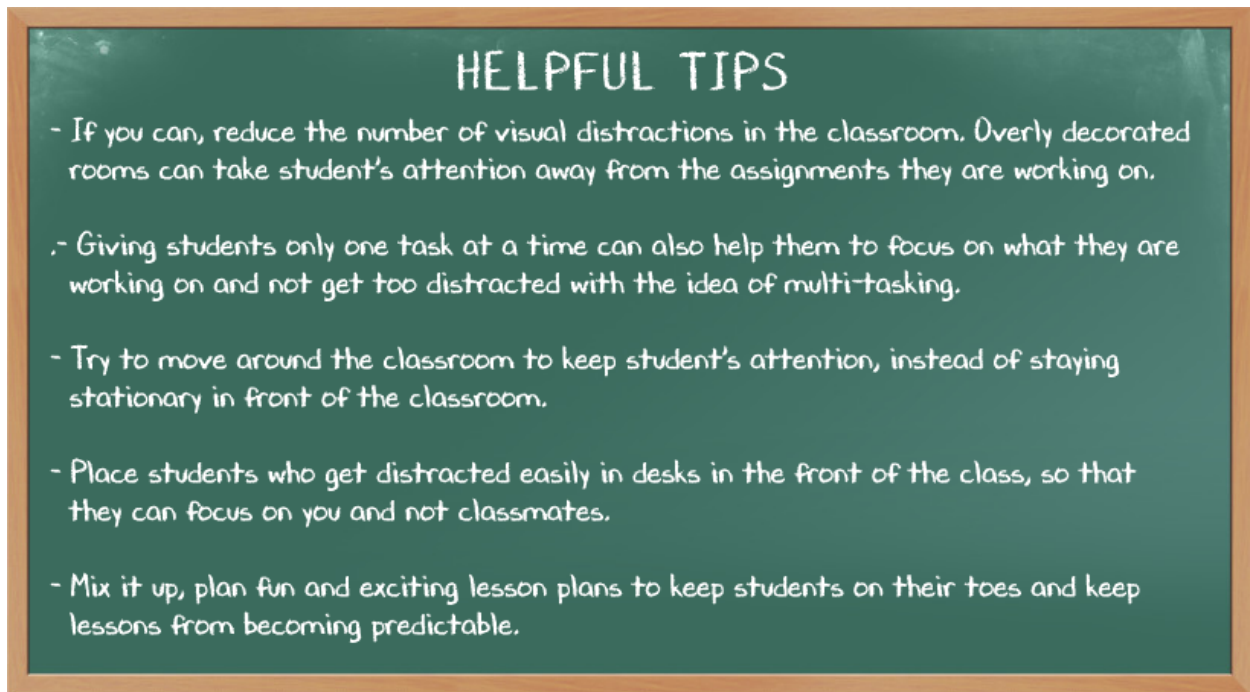 HELPFUL TIPS
- If you can, reduce the number of visual distractions in the classroom. Overly decorated
rooms can take student's attention away from the assignments they are working on.
.- Giving students only one task at a time can also help them to focus on what they are
working on and not get too distracted with the idea of multi-tasking.
- Try to move around the classroom to keep student's attention, instead of staying
stationary in front of the classroom.
- Place students who get distracted easily in desks in the front of the class, so that
they can focus on you and not classmates.
- Mix it up, plan fun and exciting lesson plans to keep students on their toes and keep
lessons from becoming predictable.